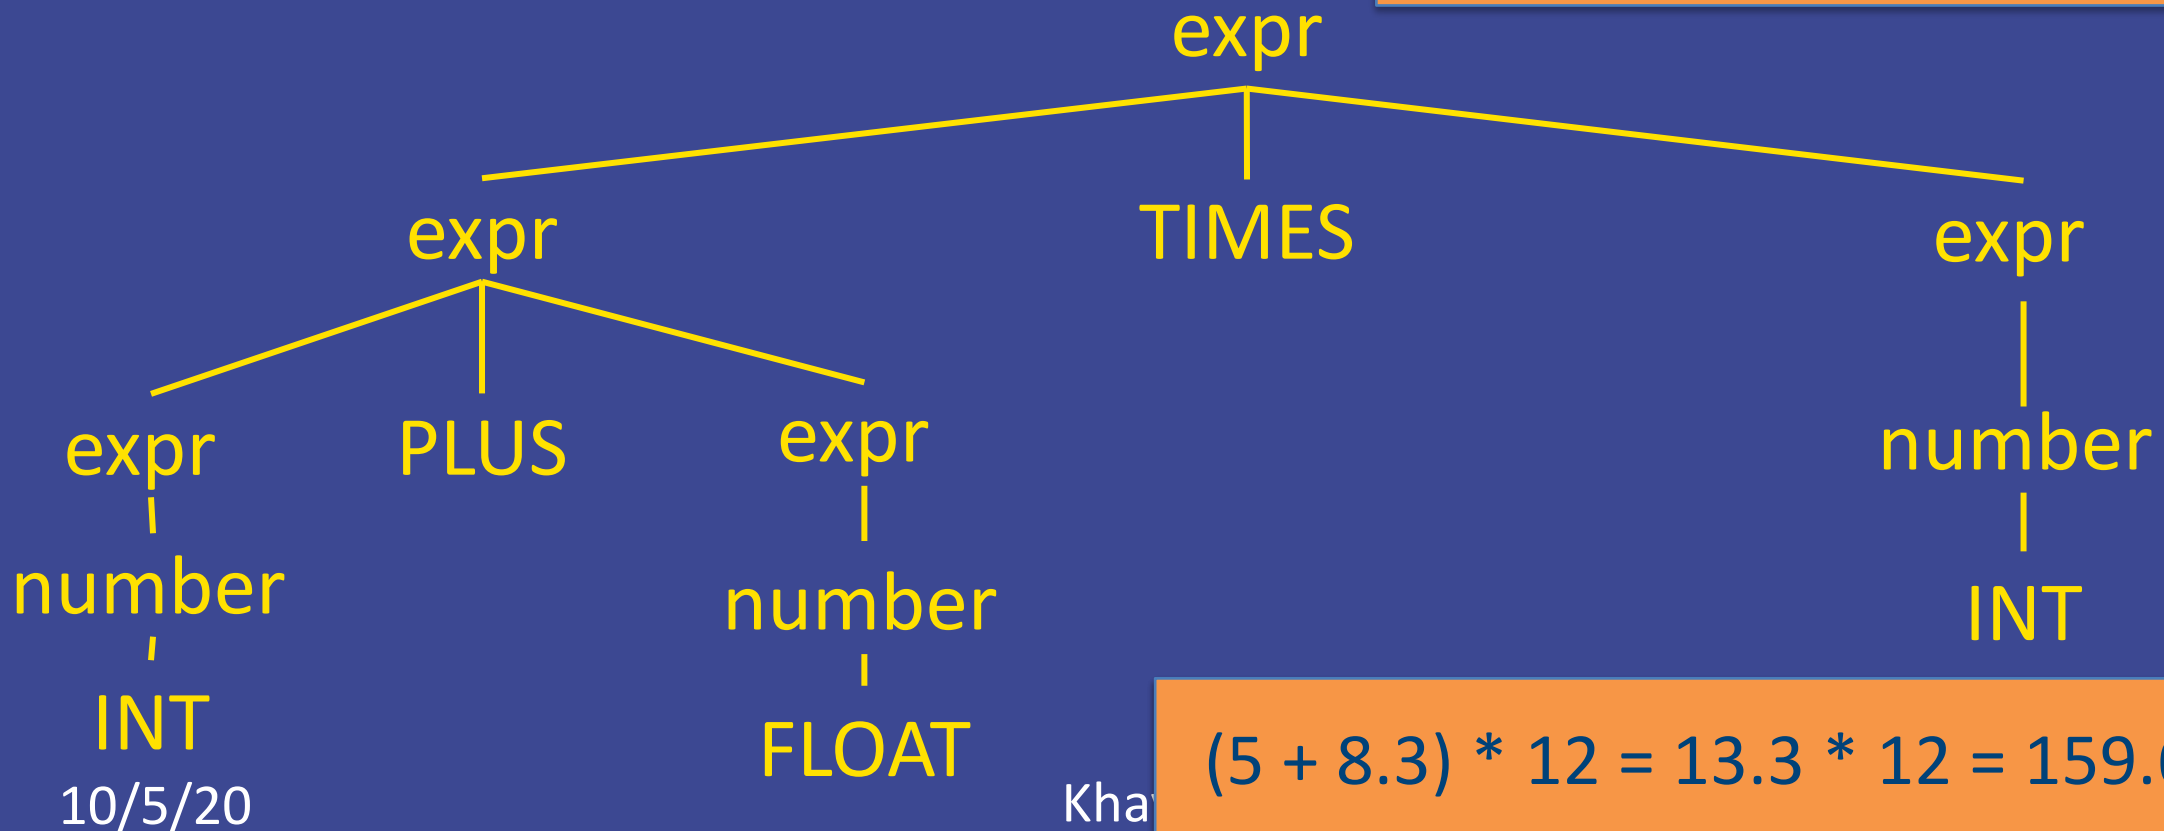 expr
expr TIMES expr
expr PLUS expr number
number number INT
INT FLOAT
(5 + 8.3) * 12 = 13.3 * 12 = 159.
10/5/20